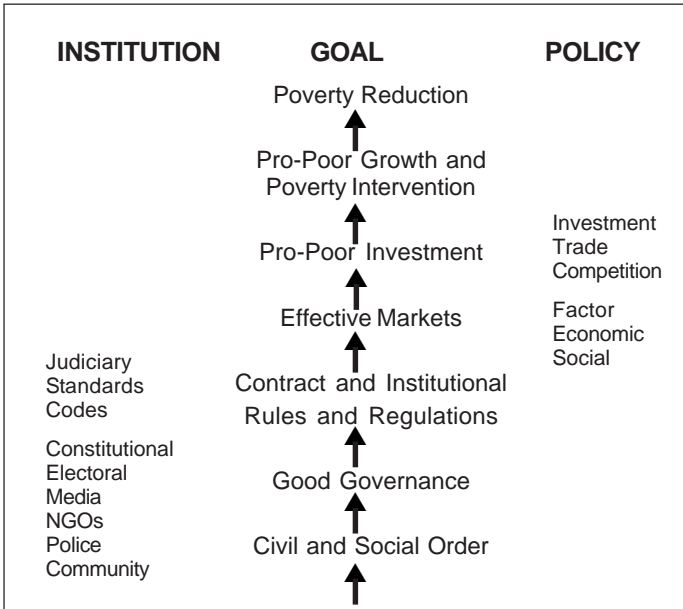 INSTITUTION GOAL POLICY
Poverty Reduction
Pro-Poor Growth and
Poverty Intervention
Pro-Poor Investment
Effective Markets
Contract and Institutional
Rules and Regulations
Good Governance
Civil and Social Order
Judiciary
Standards
Codes
Constitutional
Electoral
Media
NGOs
Police
Community
Investment
Trade
Competition
Factor
Economic
Social